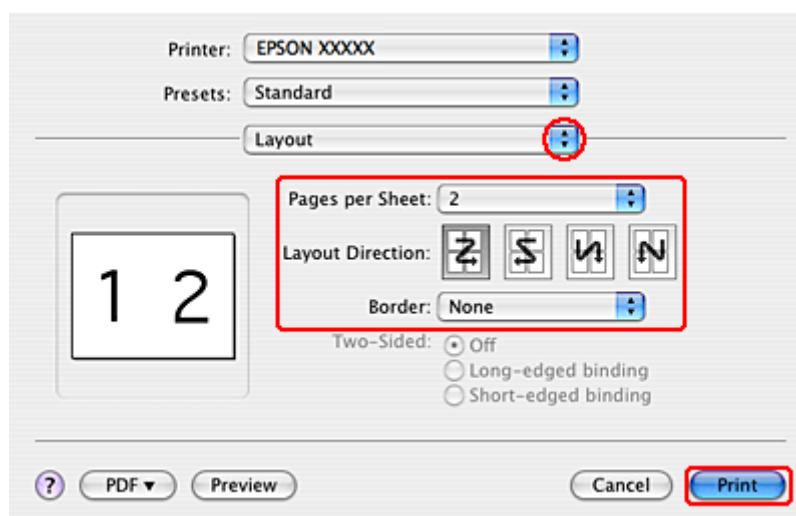 Printer: EPSON XXXXX
Presets: Standard
Layout
Pages per Sheet: 2
Layout Direction:
Border: None
1 2
Two-Sided: Off
Long-edged binding
Short-edged binding
? PDF Preview Cancel Print